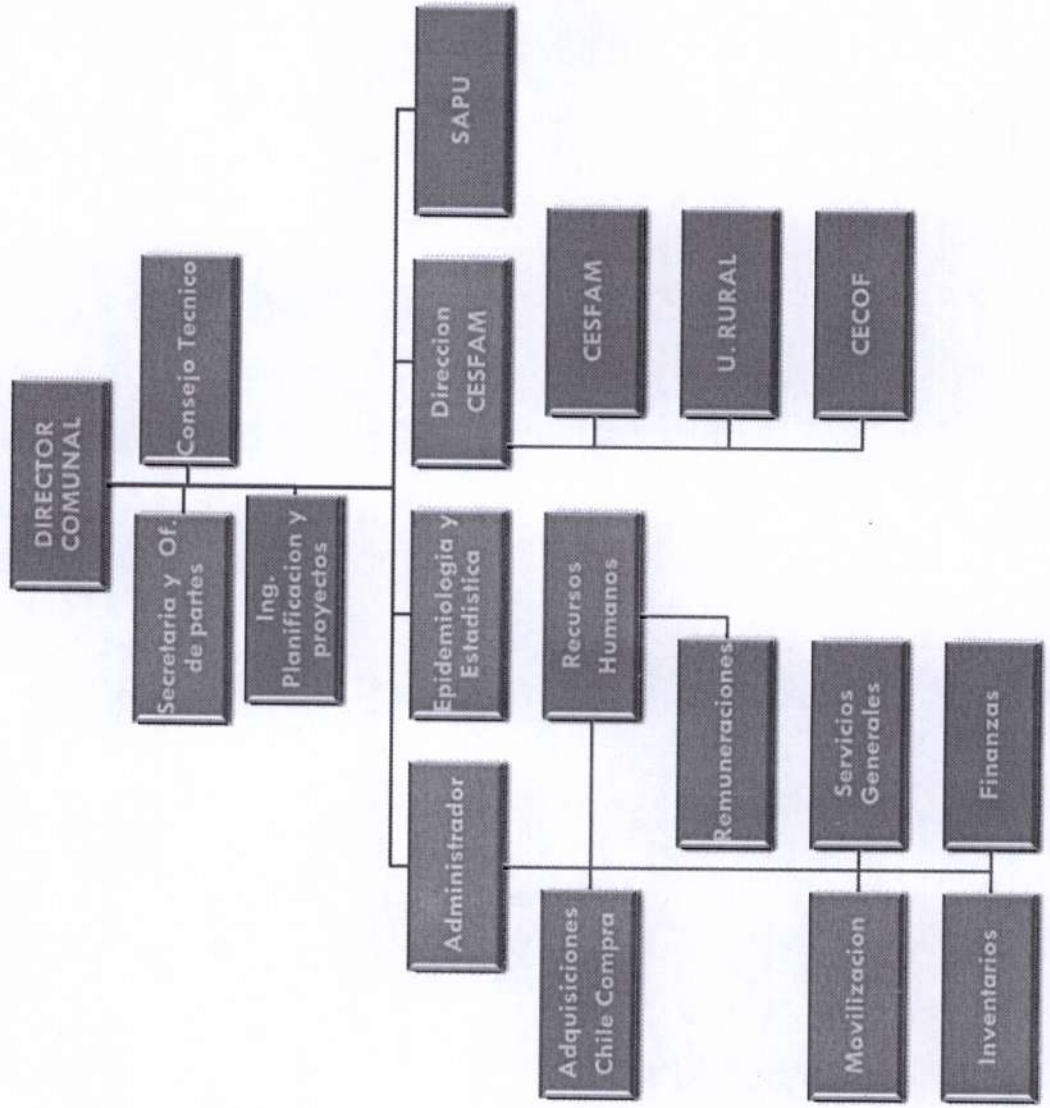 DIRECTOR
COMUNAL
Secretaria y Of.
de partes
Consejo Tecnico
Ing.
Planificacion y
proyectos
Administrador
Epidemiologia y
Estadistica
Direccion
CESFAM
SAPU
Adquisiciones
Chile Compra
Recursos
Humanos
CESFAM
Remuneraciones
U. RURAL
Movilizacion
Servicios
Generales
CECOF
Inventarios
Finanzas